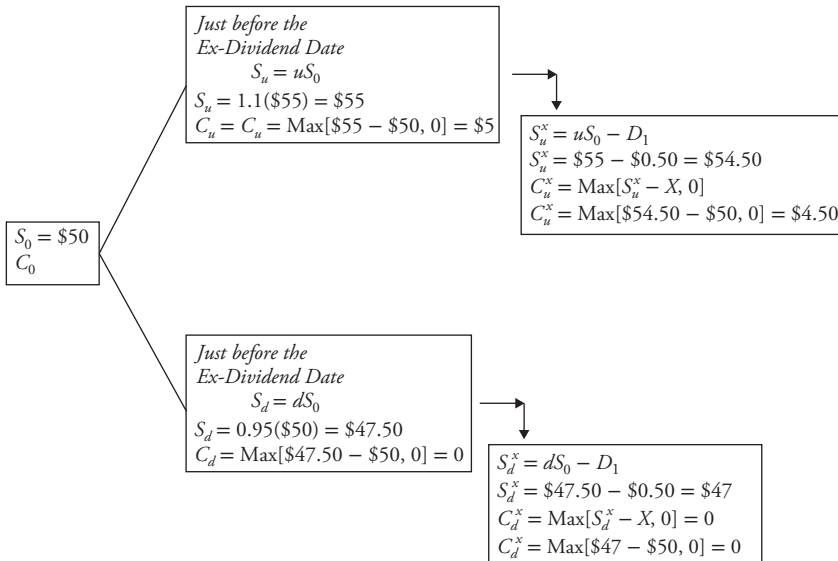 Just before the
Ex-Dividend Date
S_u = uS_0
S_u = 1.1($55) = $55
C_u = C_u = Max[$55 − $50, 0] = $5
S_u^x = uS_0 − D_1
S_u^x = $55 − $0.50 = $54.50
C_u^x = Max[S_u^x − X, 0]
C_u^x = Max[$54.50 − $50, 0] = $4.50
S_0 = $50
C_0
Just before the
Ex-Dividend Date
S_d = dS_0
S_d = 0.95($50) = $47.50
C_d = Max[$47.50 − $50, 0] = 0
S_d^x = dS_0 − D_1
S_d^x = $47.50 − $0.50 = $47
C_d^x = Max[S_d^x − X, 0] = 0
C_d^x = Max[$47 − $50, 0] = 0